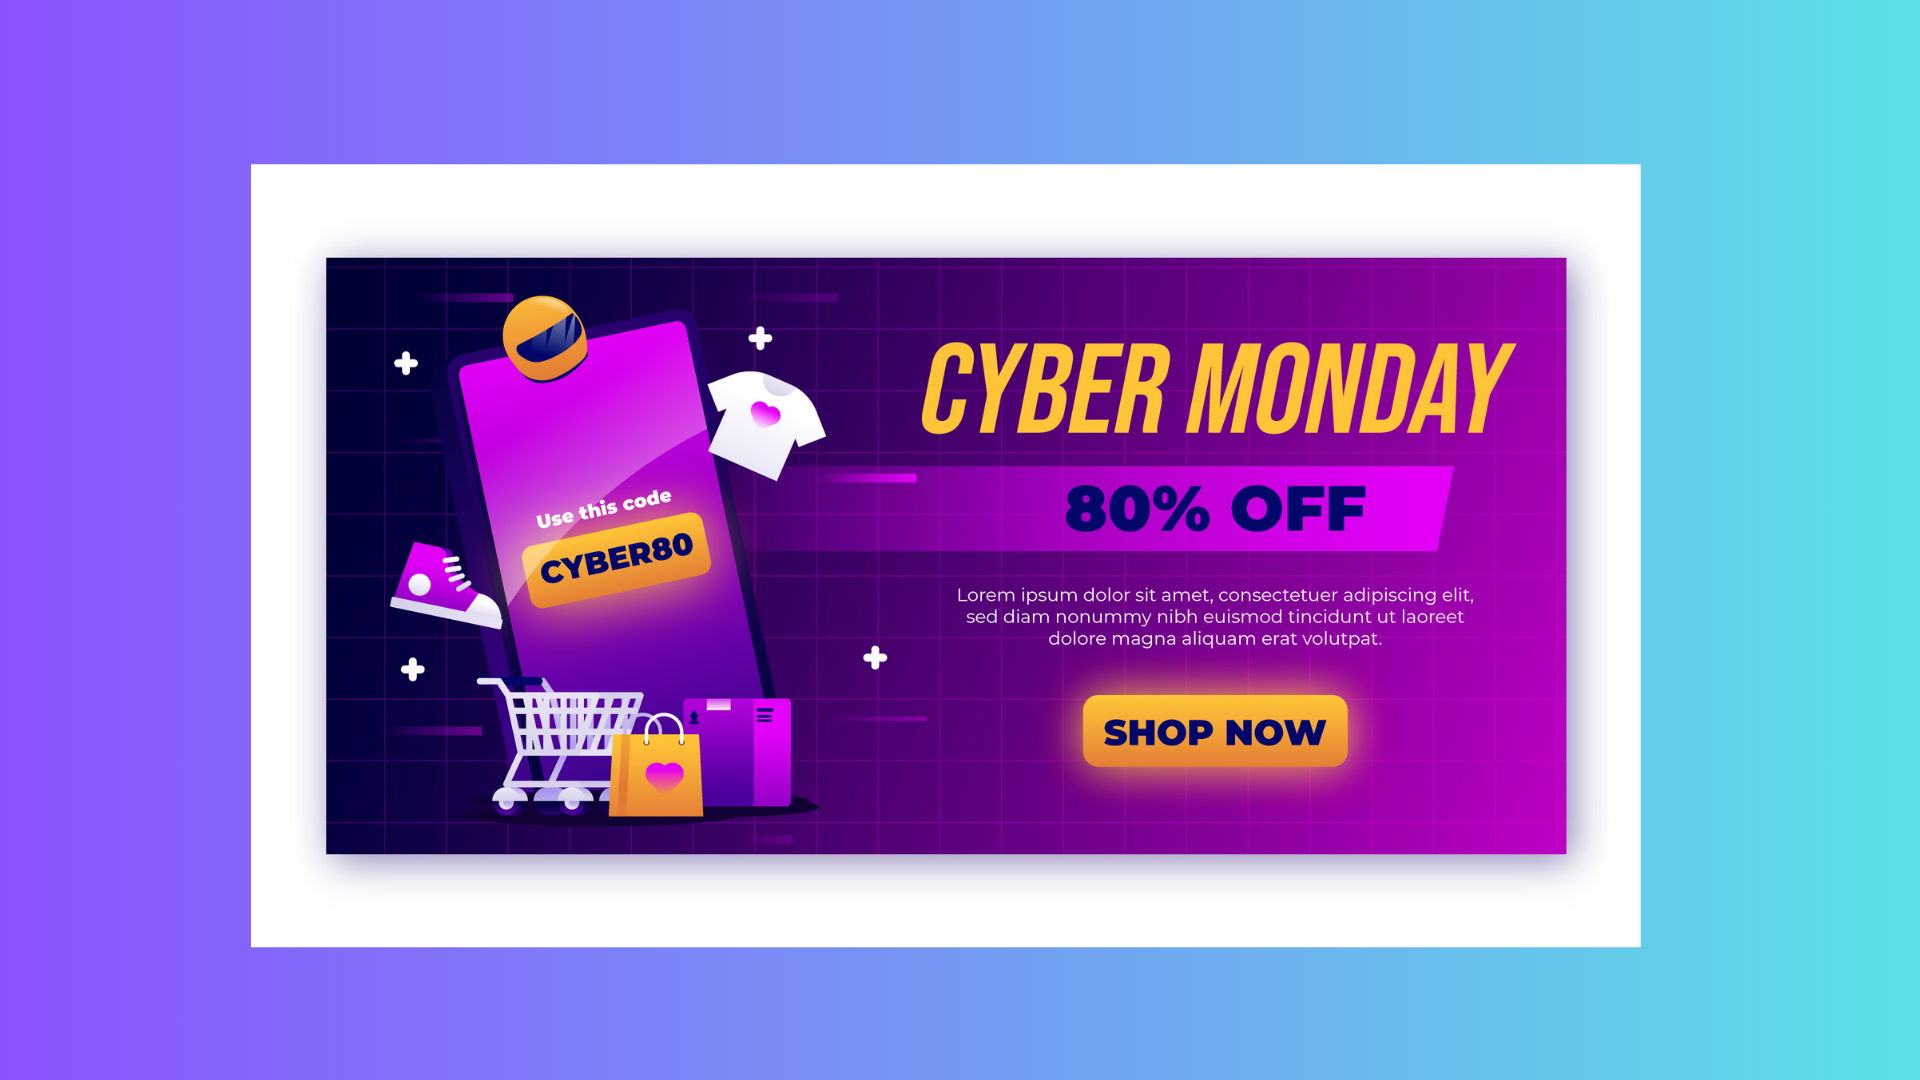 CYBER MONDAY
80% OFF
Use this code
CYBER80
Lorem ipsum dolor sit amet, consectetuer adipiscing elit,
sed diam nonummy nibh euismod tincidunt ut laoreet
dolore magna aliquam erat volutpat.
SHOP NOW